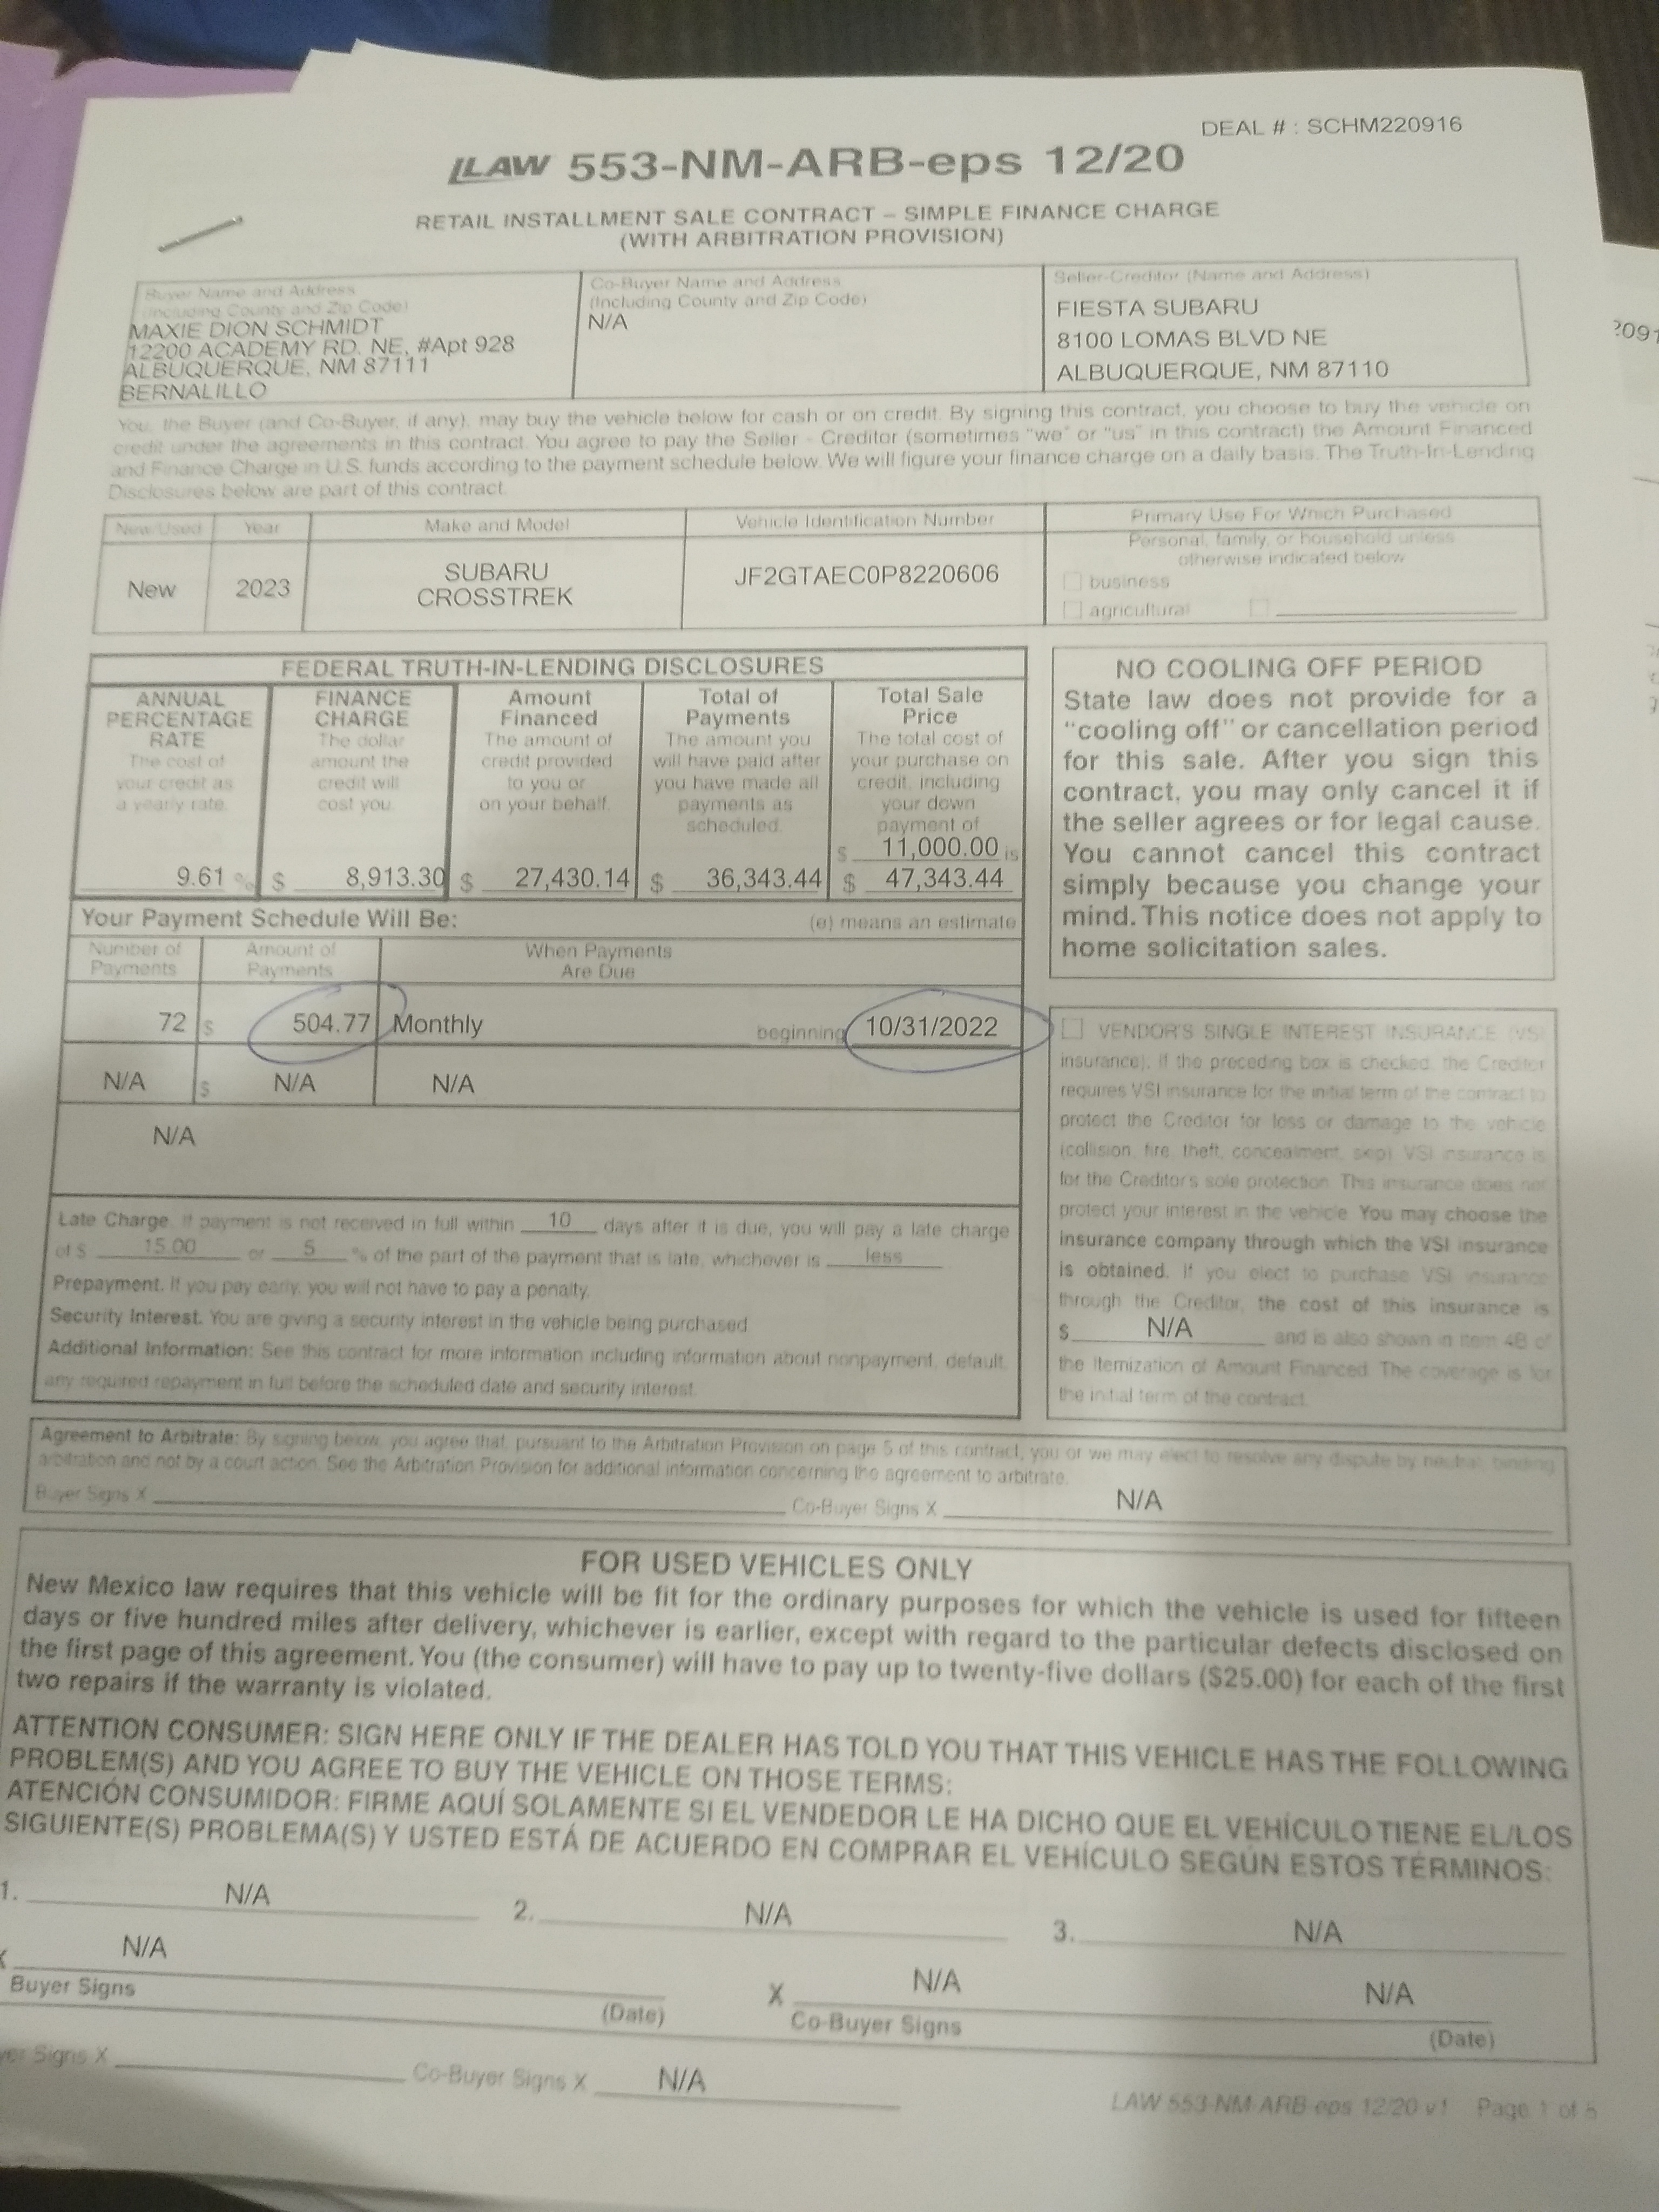 DEAL # : SCHM220916
LAW 553-NM-ARB-eps 12/20
RETAIL INSTALLMENT SALE CONTRACT – SIMPLE FINANCE CHARGE
(WITH ARBITRATION PROVISION)
Buyer Name and Address
(Including County and Zip Code)
MAXIE DION SCHMIDT
12200 ACADEMY RD. NE, #Apt 928
ALBUQUERQUE, NM 87111
BERNALILLO
Co-Buyer Name and Address
(Including County and Zip Code)
N/A
Seller-Creditor (Name and Address)
FIESTA SUBARU
8100 LOMAS BLVD NE
ALBUQUERQUE, NM 87110
You, the Buyer (and Co-Buyer, if any), may buy the vehicle below for cash or on credit. By signing this contract, you choose to buy the vehicle on
credit under the agreements in this contract. You agree to pay the Seller - Creditor (sometimes “we” or “us” in this contract) the Amount Financed
and Finance Charge in U.S. funds according to the payment schedule below. We will figure your finance charge on a daily basis. The Truth-In-Lending
Disclosures below are part of this contract.
New/Used Year Make and Model Vehicle Identification Number Primary Use For Which Purchased
New 2023 SUBARU
CROSSTREK
JF2GTAEC0P8220606
Personal, family, or household unless
otherwise indicated below
business
agricultural
FEDERAL TRUTH-IN-LENDING DISCLOSURES
ANNUAL
PERCENTAGE
RATE
The cost of
your credit as
a yearly rate.
9.61 %
FINANCE
CHARGE
The dollar
amount the
credit will
cost you.
$ 8,913.30
Amount
Financed
The amount of
credit provided
to you or
on your behalf.
$ 27,430.14
Total of
Payments
The amount you
will have paid after
you have made all
payments as
scheduled.
$ 36,343.44
Total Sale
Price
The total cost of
your purchase on
credit, including
your down
payment of
$ 11,000.00 is
$ 47,343.44
Your Payment Schedule Will Be: (e) means an estimate
Number of
Payments
Amount of
Payments
When Payments
Are Due
72 $ 504.77 Monthly beginning 10/31/2022
N/A $ N/A N/A
N/A
Late Charge. If payment is not received in full within 10 days after it is due, you will pay a late charge
of $ 15.00 or 5 % of the part of the payment that is late, whichever is less
Prepayment. If you pay early, you will not have to pay a penalty.
Security Interest. You are giving a security interest in the vehicle being purchased.
Additional Information: See this contract for more information including information about nonpayment, default,
any required repayment in full before the scheduled date and security interest.
NO COOLING OFF PERIOD
State law does not provide for a
“cooling off” or cancellation period
for this sale. After you sign this
contract, you may only cancel it if
the seller agrees or for legal cause.
You cannot cancel this contract
simply because you change your
mind. This notice does not apply to
home solicitation sales.
VENDOR'S SINGLE INTEREST INSURANCE (VSI
insurance). If the preceding box is checked, the Creditor
requires VSI insurance for the initial term of the contract to
protect the Creditor for loss or damage to the vehicle
(collision, fire, theft, concealment, skip). VSI insurance is
for the Creditor's sole protection. This insurance does not
protect your interest in the vehicle. You may choose the
insurance company through which the VSI insurance
is obtained. If you elect to purchase VSI insurance
through the Creditor, the cost of this insurance is
$ N/A and is also shown in Item 4B of
the Itemization of Amount Financed. The coverage is for
the initial term of the contract.
Agreement to Arbitrate: By signing below, you agree that, pursuant to the Arbitration Provision on page 5 of this contract, you or we may elect to resolve any dispute by neutral, binding
arbitration and not by a court action. See the Arbitration Provision for additional information concerning the agreement to arbitrate.
Buyer Signs X Co-Buyer Signs X N/A
FOR USED VEHICLES ONLY
New Mexico law requires that this vehicle will be fit for the ordinary purposes for which the vehicle is used for fifteen
days or five hundred miles after delivery, whichever is earlier, except with regard to the particular defects disclosed on
the first page of this agreement. You (the consumer) will have to pay up to twenty-five dollars ($25.00) for each of the first
two repairs if the warranty is violated.
ATTENTION CONSUMER: SIGN HERE ONLY IF THE DEALER HAS TOLD YOU THAT THIS VEHICLE HAS THE FOLLOWING
PROBLEM(S) AND YOU AGREE TO BUY THE VEHICLE ON THOSE TERMS:
ATENCIÓN CONSUMIDOR: FIRME AQUÍ SOLAMENTE SI EL VENDEDOR LE HA DICHO QUE EL VEHÍCULO TIENE EL/LOS
SIGUIENTE(S) PROBLEMA(S) Y USTED ESTÁ DE ACUERDO EN COMPRAR EL VEHÍCULO SEGÚN ESTOS TÉRMINOS:
1. N/A 2. N/A 3. N/A
X N/A X N/A N/A
Buyer Signs (Date) Co-Buyer Signs (Date)
yer Signs X Co-Buyer Signs X N/A
LAW 553-NM-ARB-eps 12/20 v1 Page 1 of 5